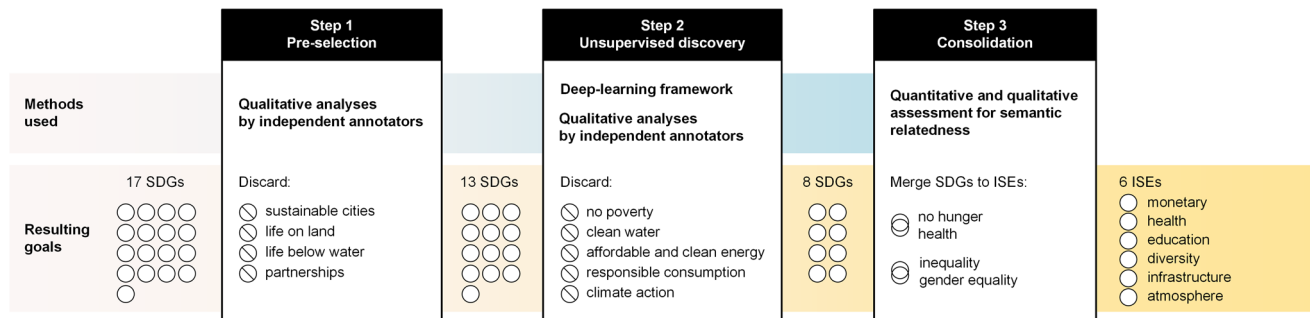 Step 1
Pre-selection
Step 2
Unsupervised discovery
Step 3
Consolidation
Methods
used
Qualitative analyses
by independent annotators
Deep-learning framework
Qualitative analyses
by independent annotators
Quantitative and qualitative
assessment for semantic
relatedness
Resulting
goals
17 SDGs
Discard:
sustainable cities
life on land
life below water
partnerships
13 SDGs
Discard:
no poverty
clean water
affordable and clean energy
responsible consumption
climate action
8 SDGs
Merge SDGs to ISEs:
no hunger
health
inequality
gender equality
6 ISEs
monetary
health
education
diversity
infrastructure
atmosphere